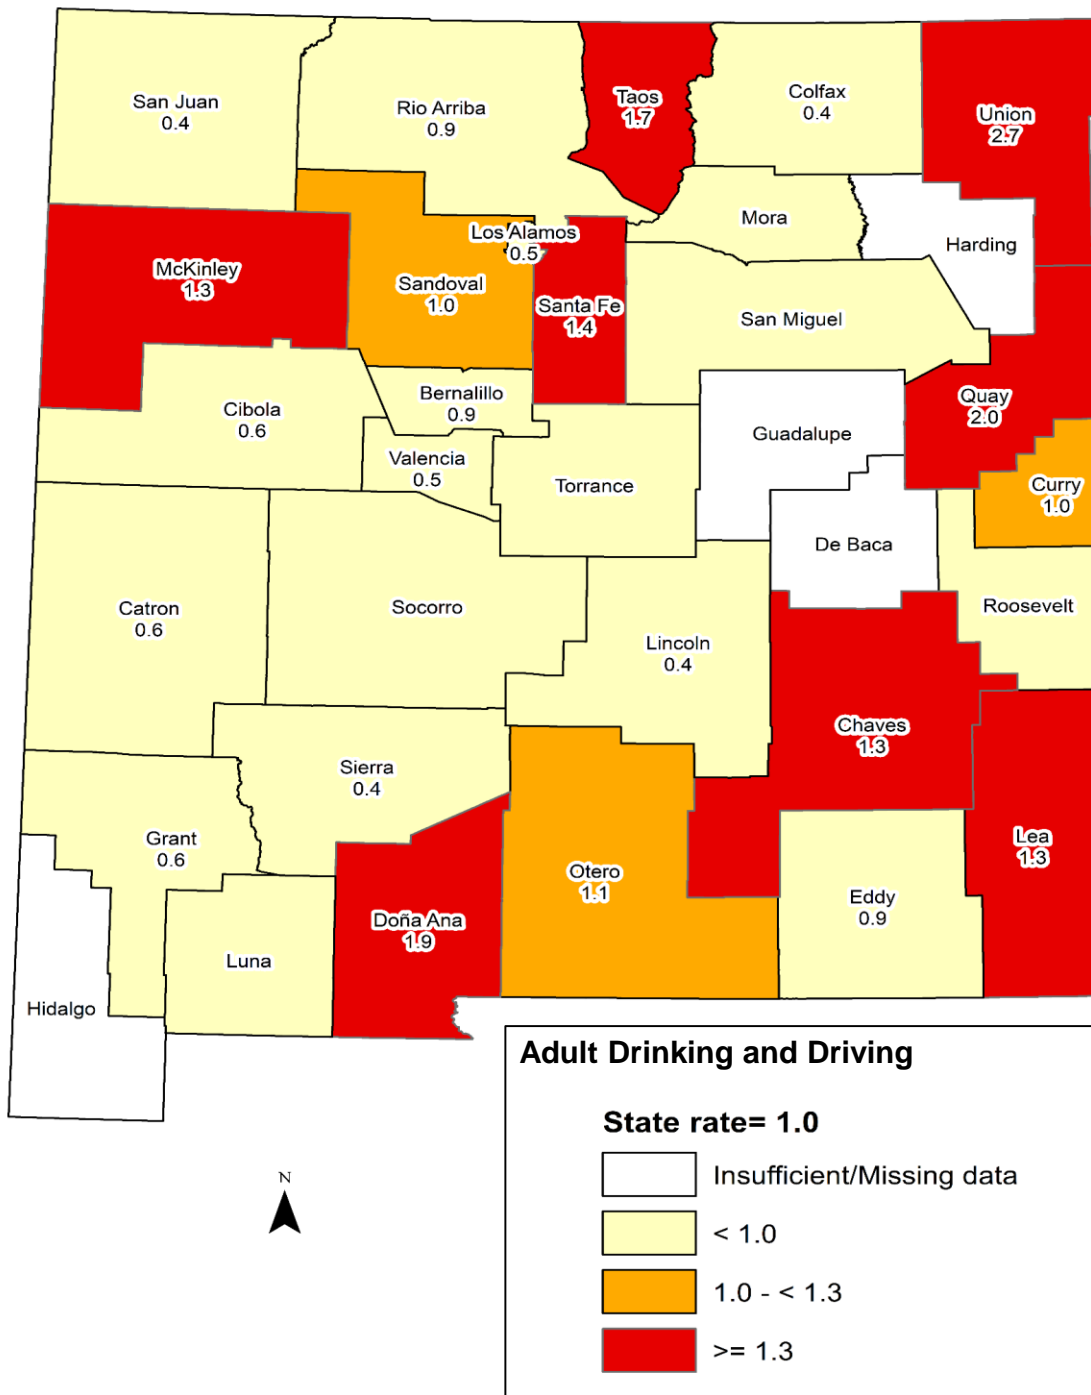 San Juan
0.4
Rio Arriba
0.9
Taos
1.7
Colfax
0.4
Union
2.7
Mora
Harding
Los Alamos
0.5
McKinley
1.3
Sandoval
1.0
Santa Fe
1.4
San Miguel
Bernalillo
0.9
Cibola
0.6
Quay
2.0
Guadalupe
Valencia
0.5
Torrance
Curry
1.0
De Baca
Catron
0.6
Socorro
Roosevelt
Lincoln
0.4
Chaves
1.3
Sierra
0.4
Grant
0.6
Lea
1.3
Otero
1.1
Eddy
0.9
Doña Ana
1.9
Luna
Hidalgo
Adult Drinking and Driving
State rate= 1.0
Insufficient/Missing data
< 1.0
1.0 - < 1.3
>= 1.3
N